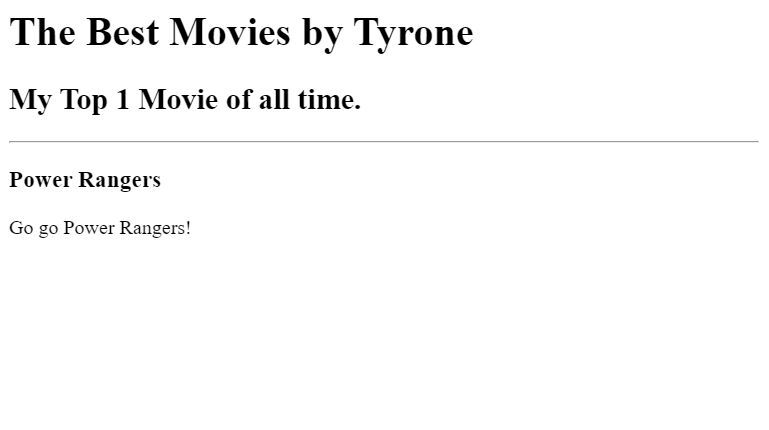 The Best Movies by Tyrone
My Top 1 Movie of all time.
Power Rangers
Go go Power Rangers!